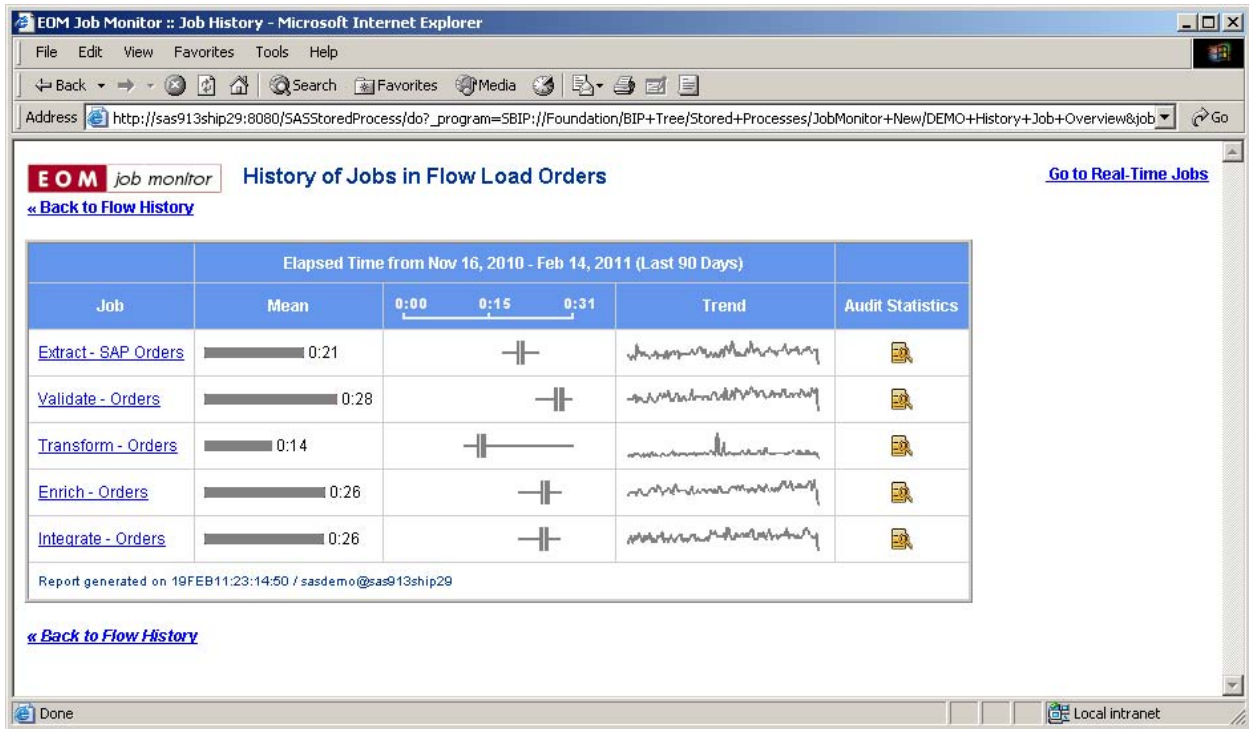 EOM Job Monitor :: Job History - Microsoft Internet Explorer
File Edit View Favorites Tools Help
Back Search Favorites Media
Address http://sas913ship29:8080/SASStoredProcess/do?_program=SBIP://Foundation/BIP+Tree/Stored+Processes/JobMonitor+New/DEMO+History+Job+Overview&job Go
EOM job monitor History of Jobs in Flow Load Orders Go to Real-Time Jobs
« Back to Flow History
Elapsed Time from Nov 16, 2010 - Feb 14, 2011 (Last 90 Days)
Job Mean 0:00 0:15 0:31 Trend Audit Statistics
Extract - SAP Orders 0:21
Validate - Orders 0:28
Transform - Orders 0:14
Enrich - Orders 0:26
Integrate - Orders 0:26
Report generated on 19FEB11:23:14:50 / sasdemo@sas913ship29
« Back to Flow History
Done Local intranet